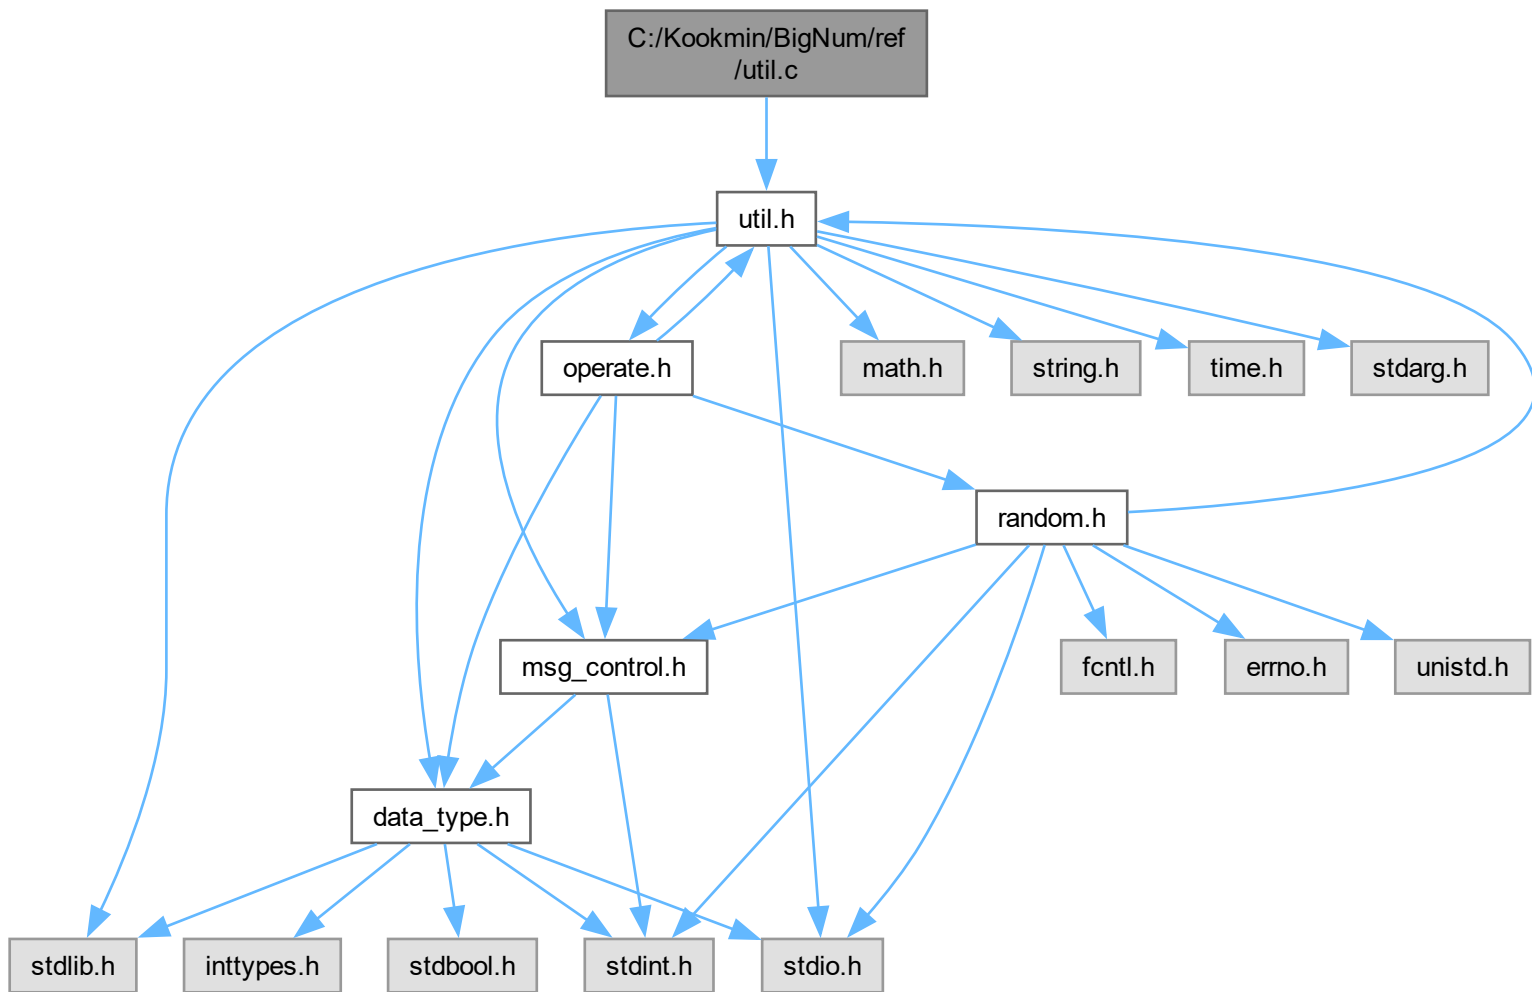 C:/Kookmin/BigNum/ref
/util.c
util.h
operate.h
math.h
string.h
time.h
stdarg.h
random.h
msg_control.h
fcntl.h
errno.h
unistd.h
data_type.h
stdlib.h
inttypes.h
stdbool.h
stdint.h
stdio.h